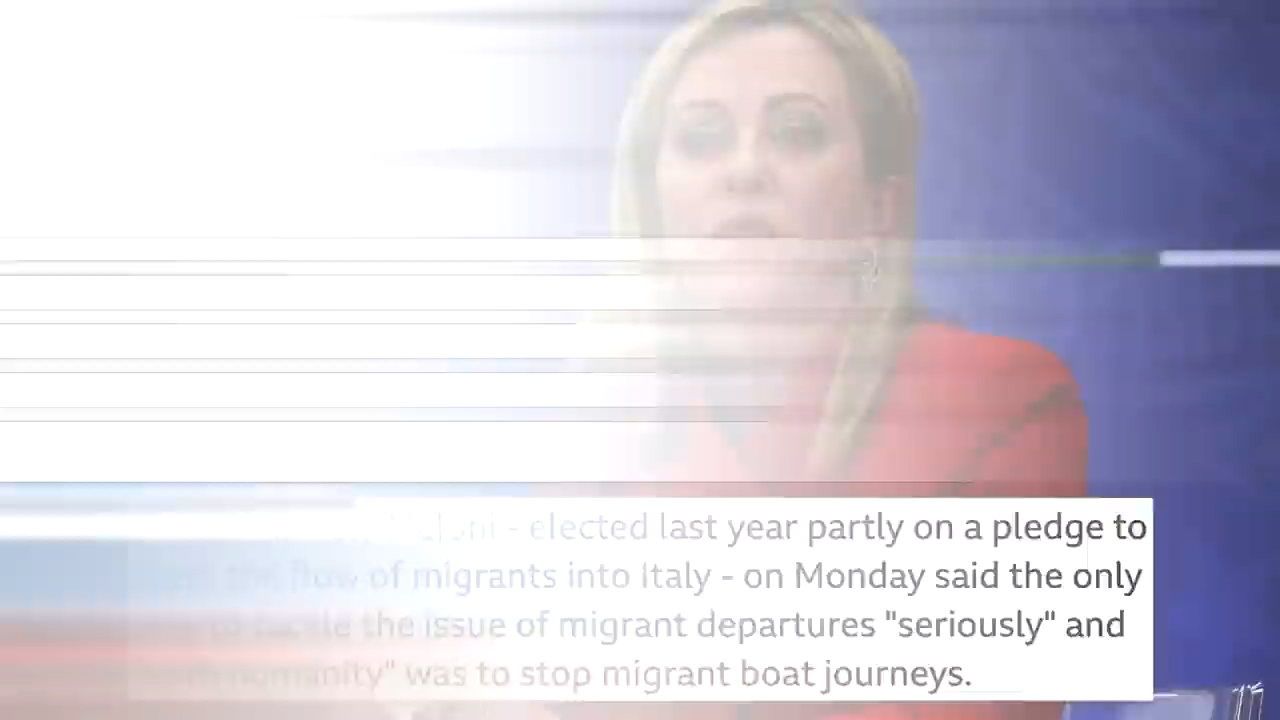 - elected last year partly on a pledge to
the flow of migrants into Italy - on Monday said the only
to tackle the issue of migrant departures "seriously" and
humanity" was to stop migrant boat journeys.